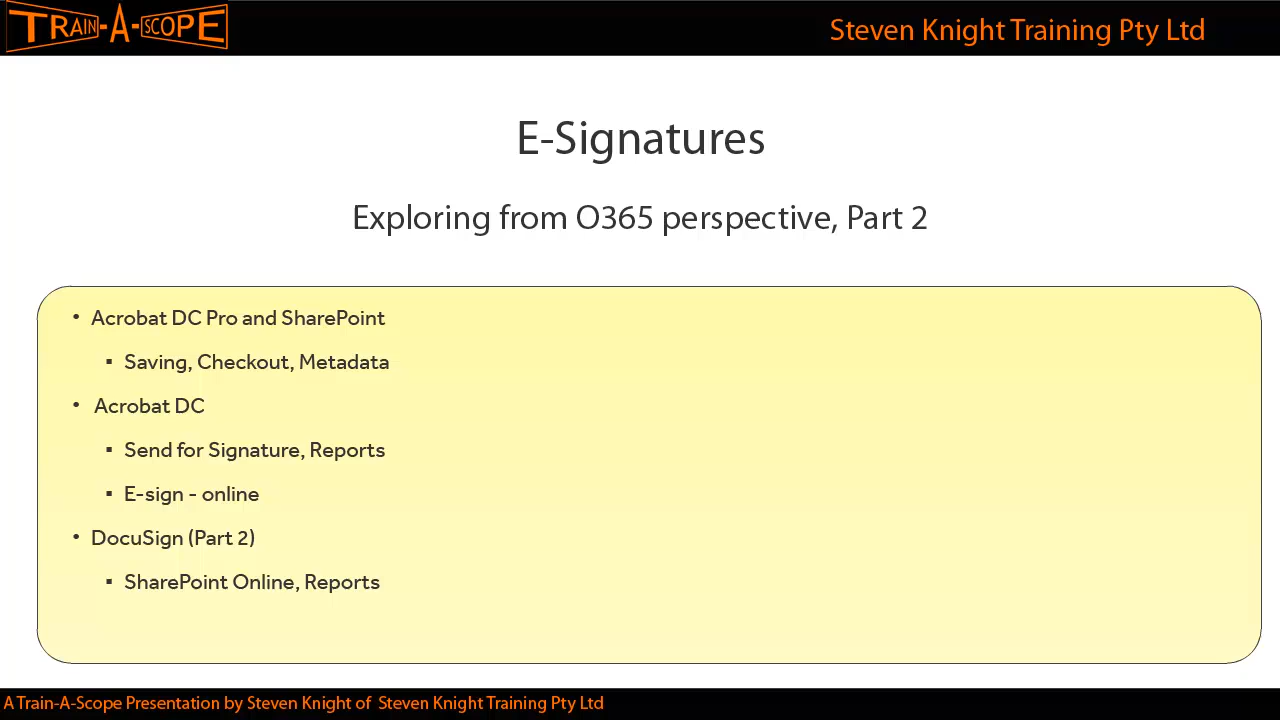 TRAIN-A-SCOPE
Steven Knight Training Pty Ltd
E-Signatures
Exploring from O365 perspective, Part 2
• Acrobat DC Pro and SharePoint
▪ Saving, Checkout, Metadata
• Acrobat DC
▪ Send for Signature, Reports
▪ E-sign - online
• DocuSign (Part 2)
▪ SharePoint Online, Reports
A Train-A-Scope Presentation by Steven Knight of Steven Knight Training Pty Ltd